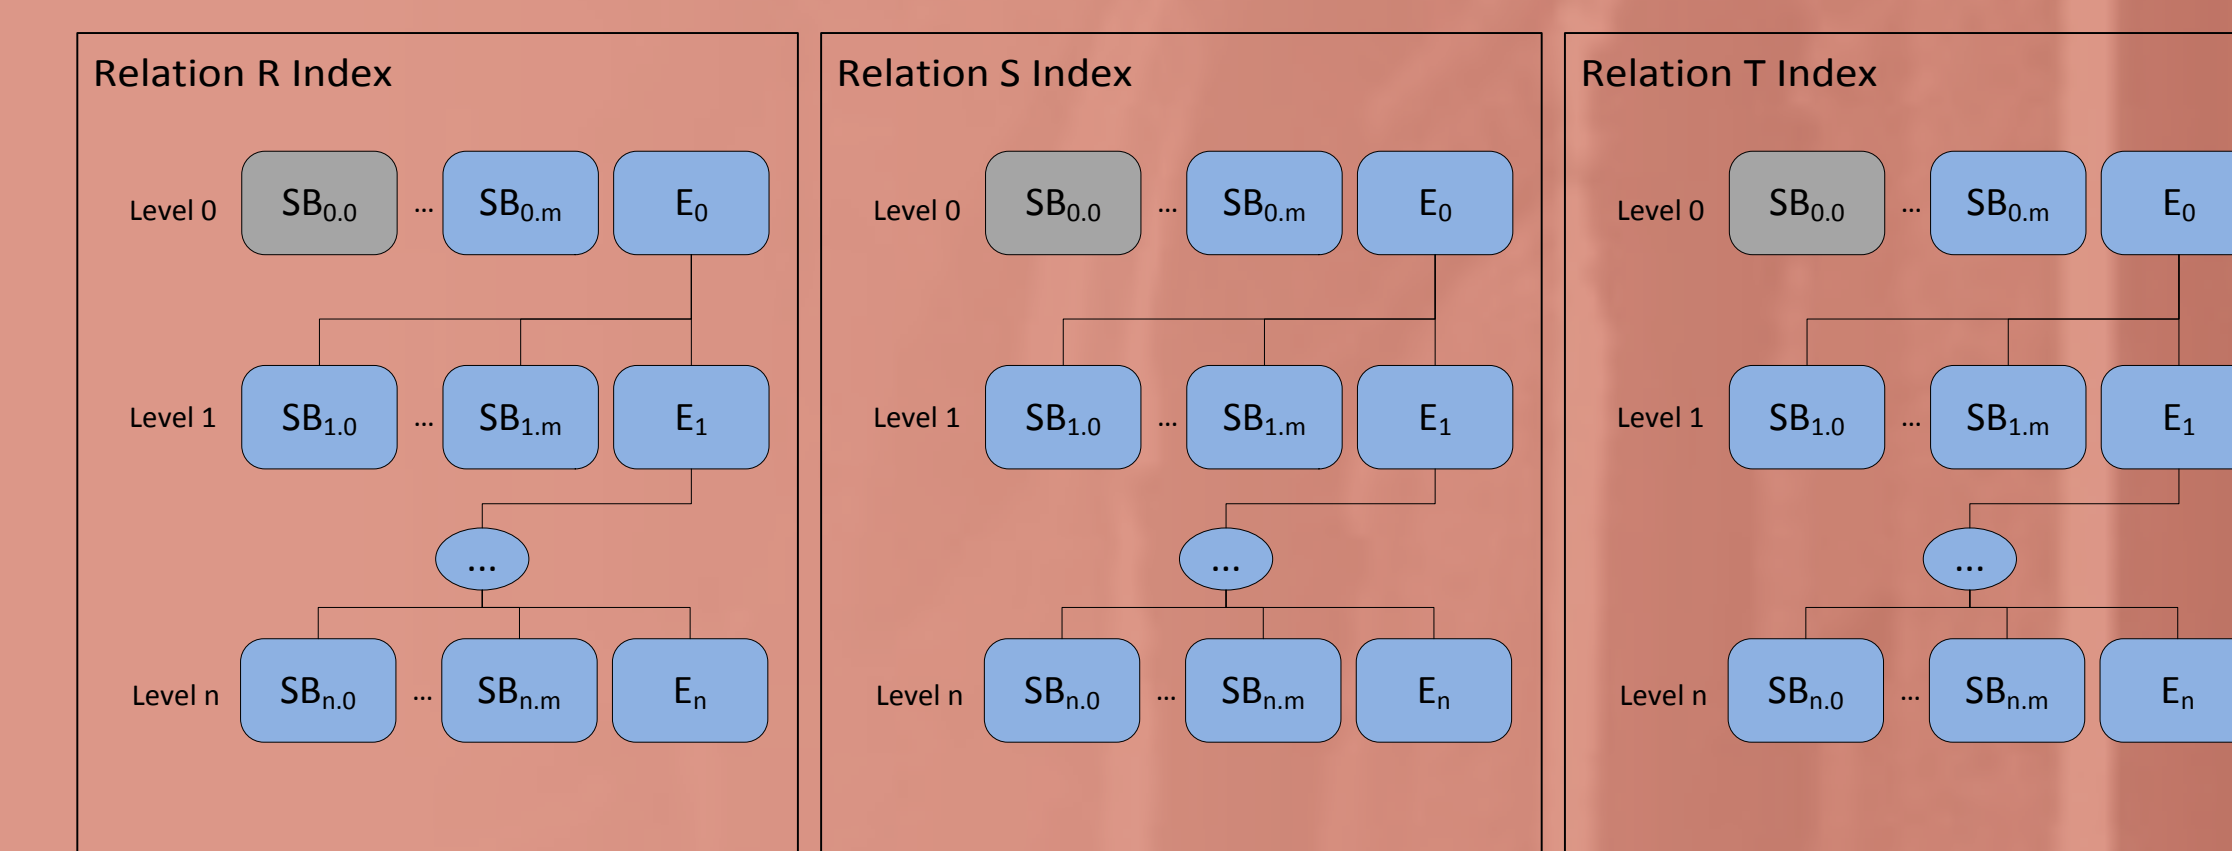 Relation R Index
Level 0 SB0.0 ... SB0.m E0
Level 1 SB1.0 ... SB1.m E1
...
Level n SBn.0 ... SBn.m En
Relation S Index
Level 0 SB0.0 ... SB0.m E0
Level 1 SB1.0 ... SB1.m E1
...
Level n SBn.0 ... SBn.m En
Relation T Index
Level 0 SB0.0 ... SB0.m E0
Level 1 SB1.0 ... SB1.m E1
...
Level n SBn.0 ... SBn.m En